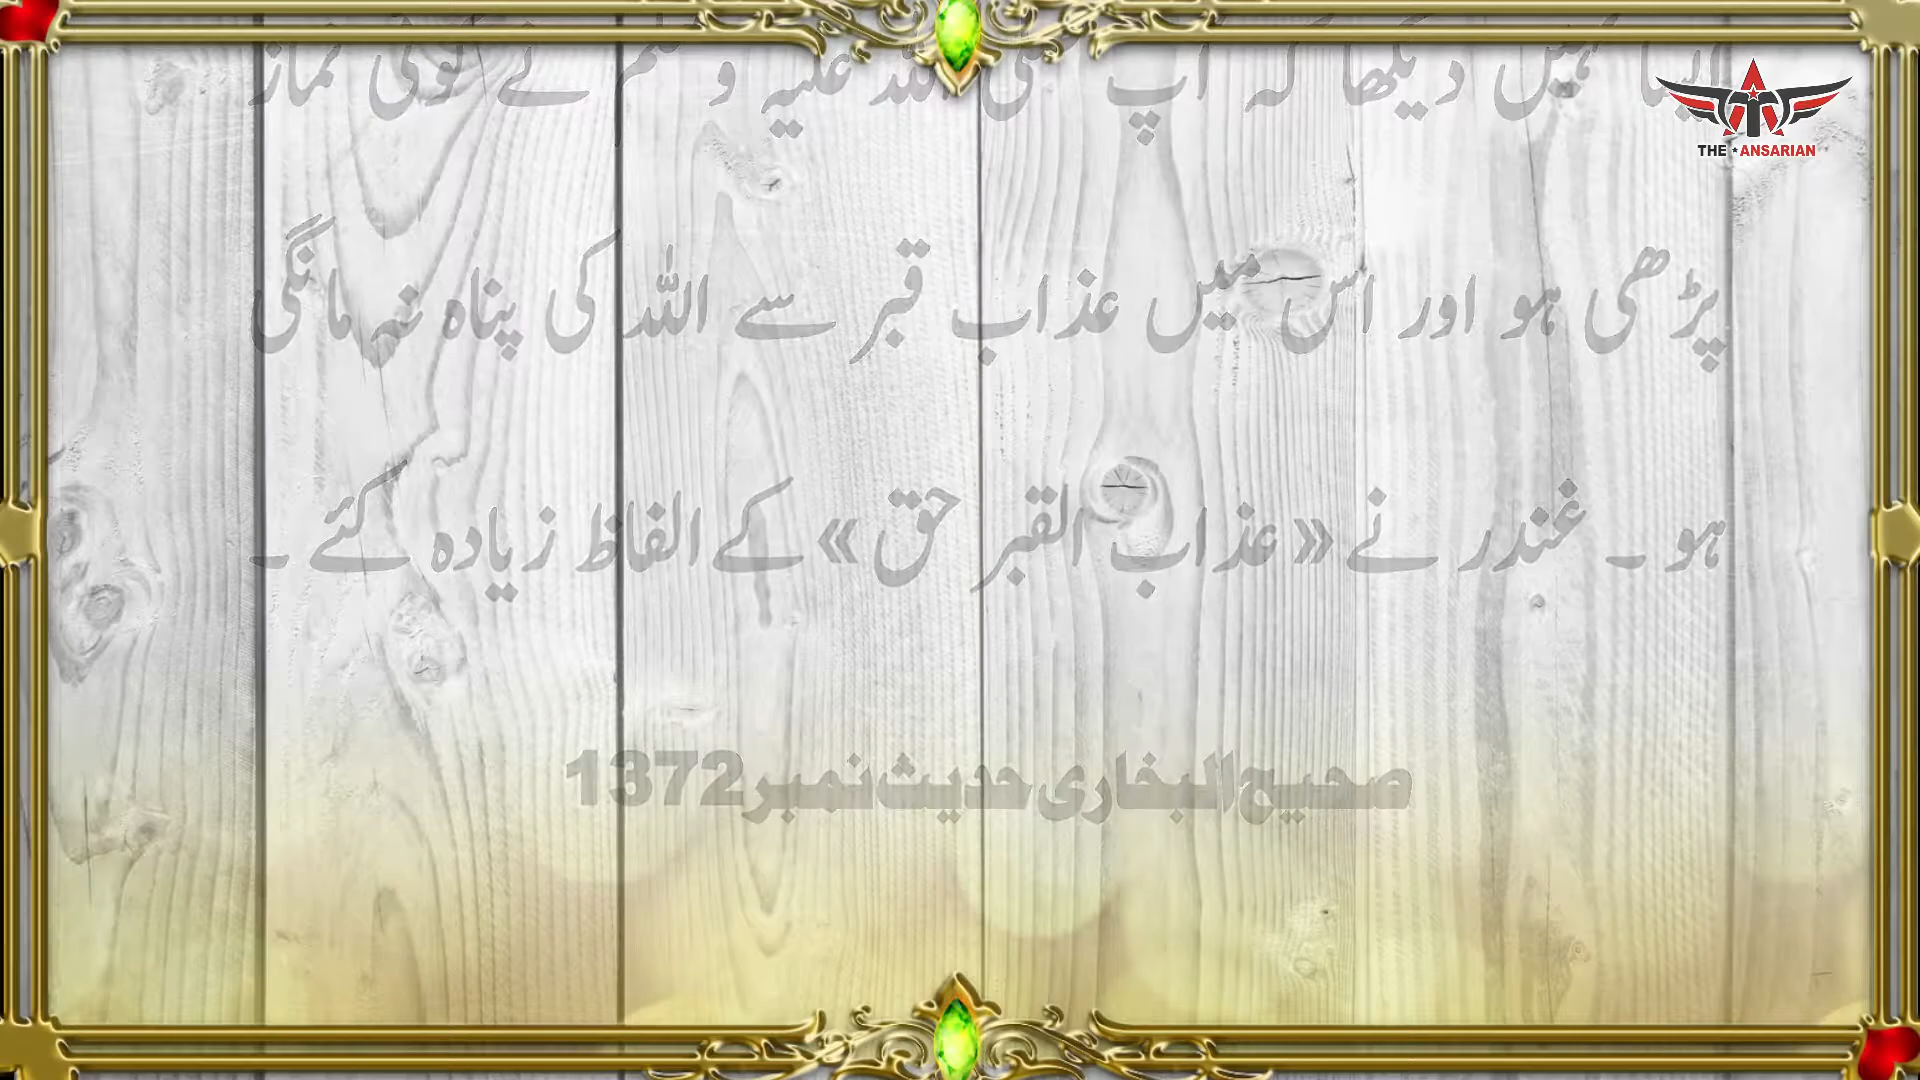 ایسا نہیں دیکھا کہ آپ صلی اللہ علیہ وسلم نے کوئی نماز
پڑھی ہو اور اس میں عذاب قبر سے اللہ کی پناہ نہ مانگی
ہو۔ غندر نے «عذاب القبر حق» کے الفاظ زیادہ کئے۔
صحیح البخاری حدیث نمبر 1372
THE ANSARIAN